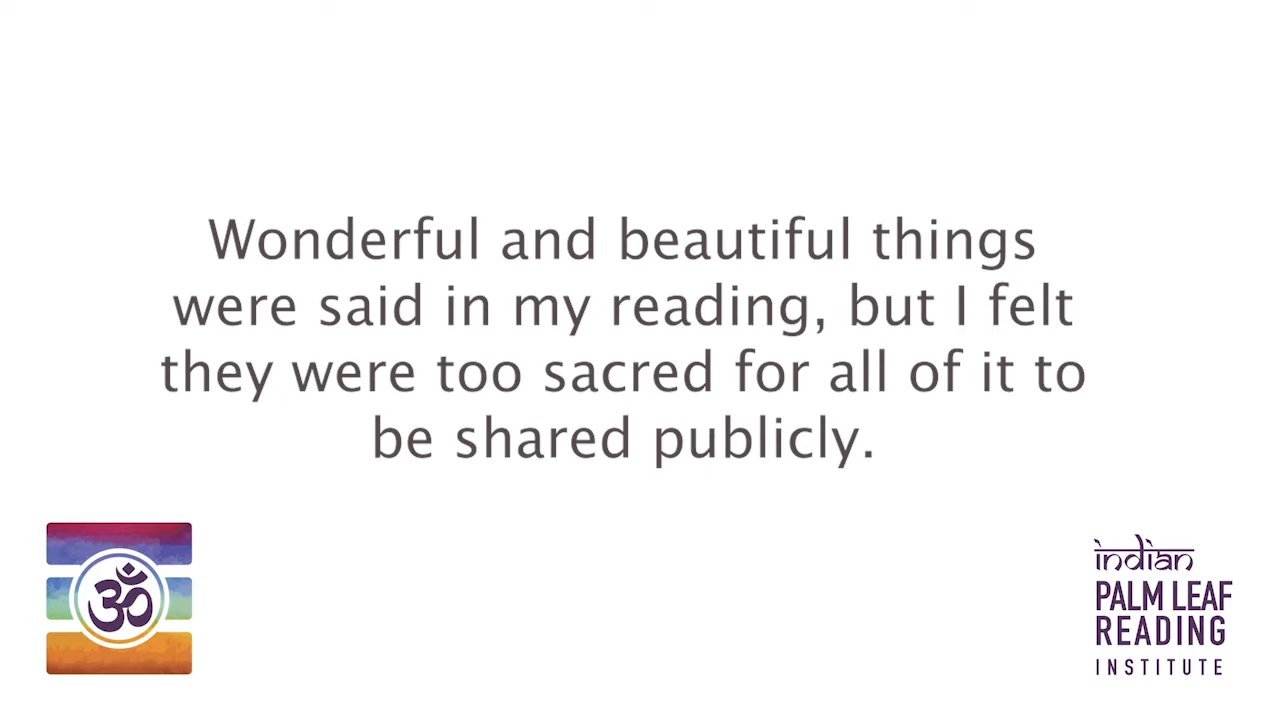 Wonderful and beautiful things
were said in my reading, but I felt
they were too sacred for all of it to
be shared publicly.
ॐ
indian
PALM LEAF
READING
INSTITUTE